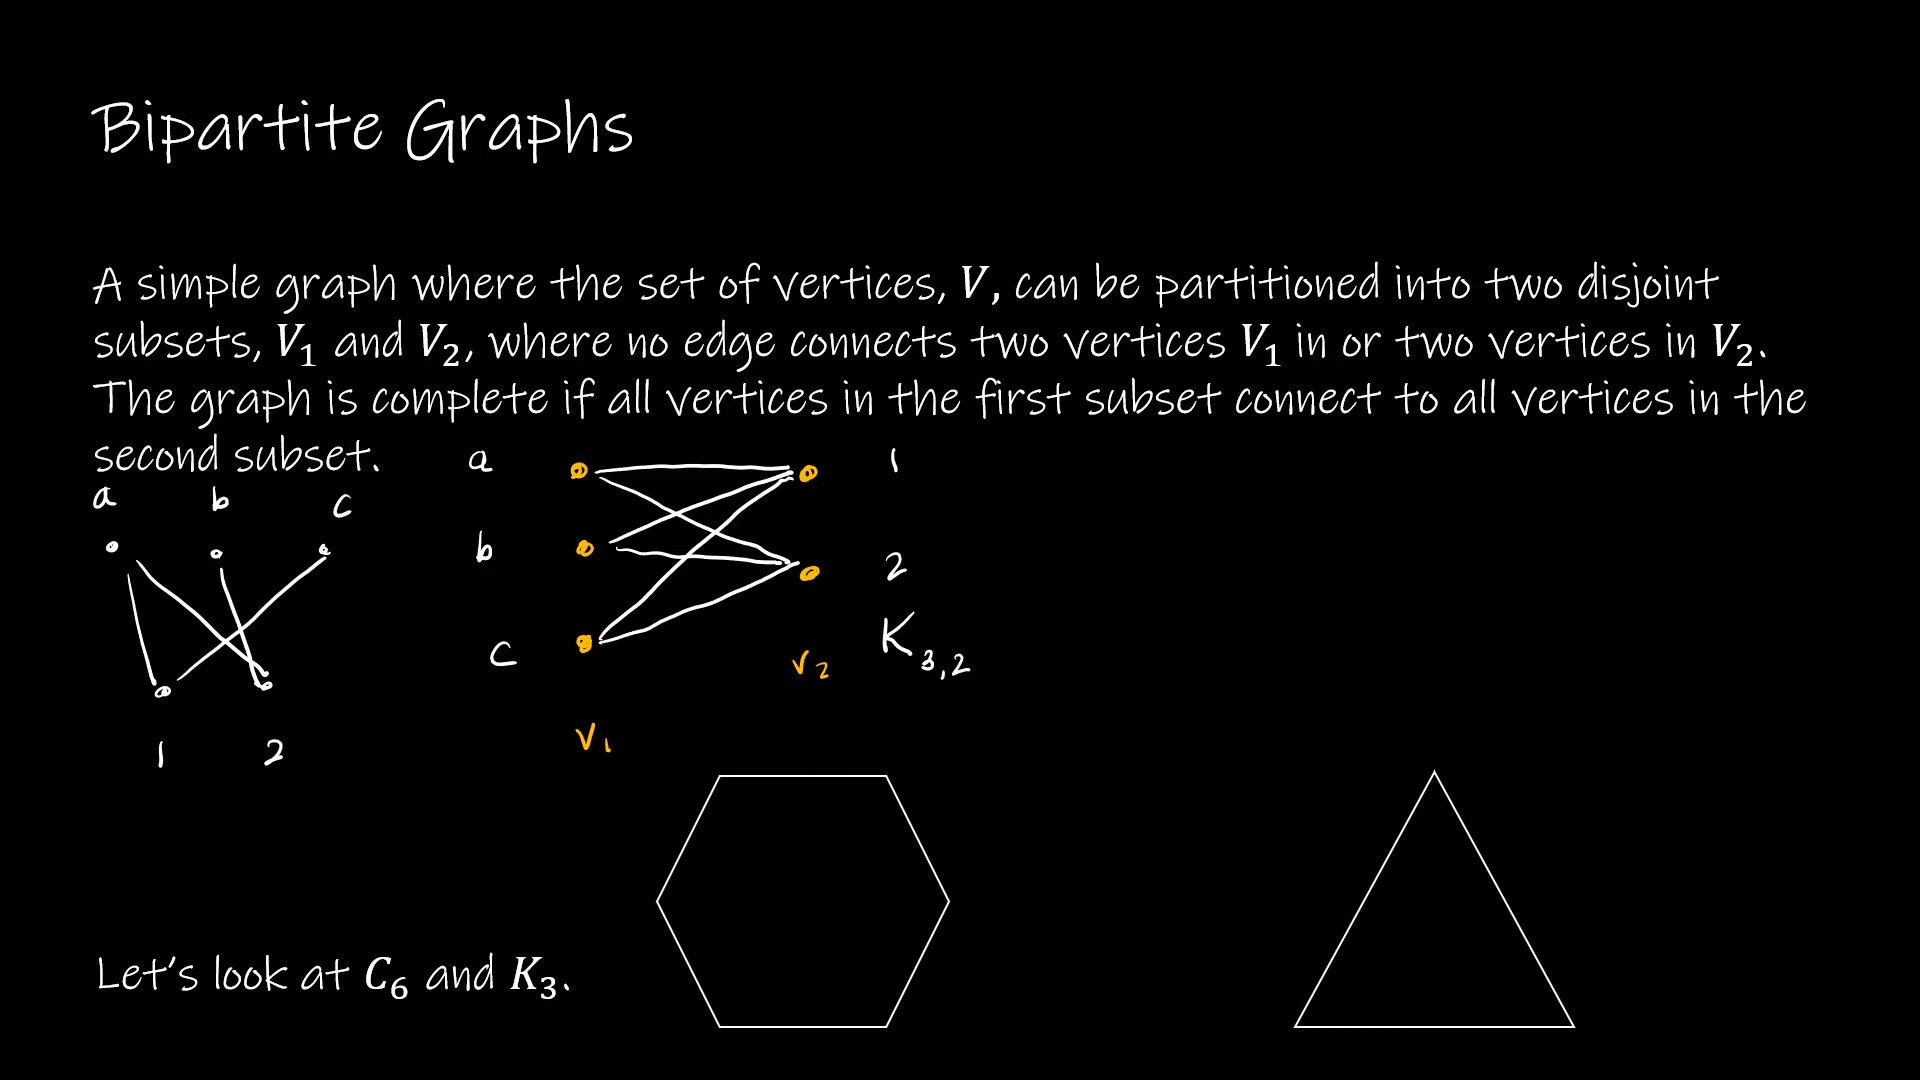 Bipartite Graphs
A simple graph where the set of vertices, V, can be partitioned into two disjoint
subsets, V₁ and V₂, where no edge connects two vertices V₁ in or two vertices in V₂.
The graph is complete if all vertices in the first subset connect to all vertices in the
second subset.
a b c
1 2
a 1
b 2
c
K₃,₂
V₂
V₁
Let's look at C₆ and K₃.